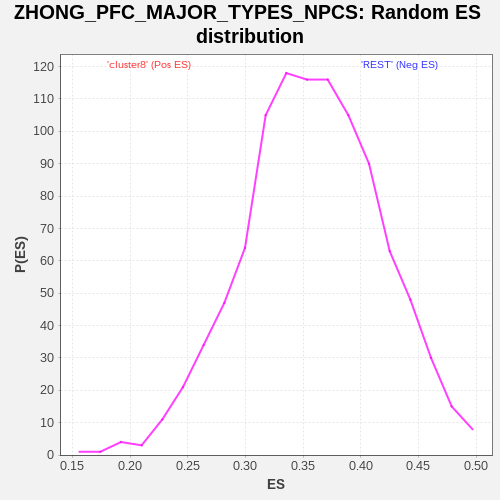 ZHONG_PFC_MAJOR_TYPES_NPCS: Random ES
distribution
'cluster8' (Pos ES)
'REST' (Neg ES)
120
110
100
90
80
70
60
50
40
30
20
10
0
P(ES)
0.15 0.20 0.25 0.30 0.35 0.40 0.45 0.50
ES